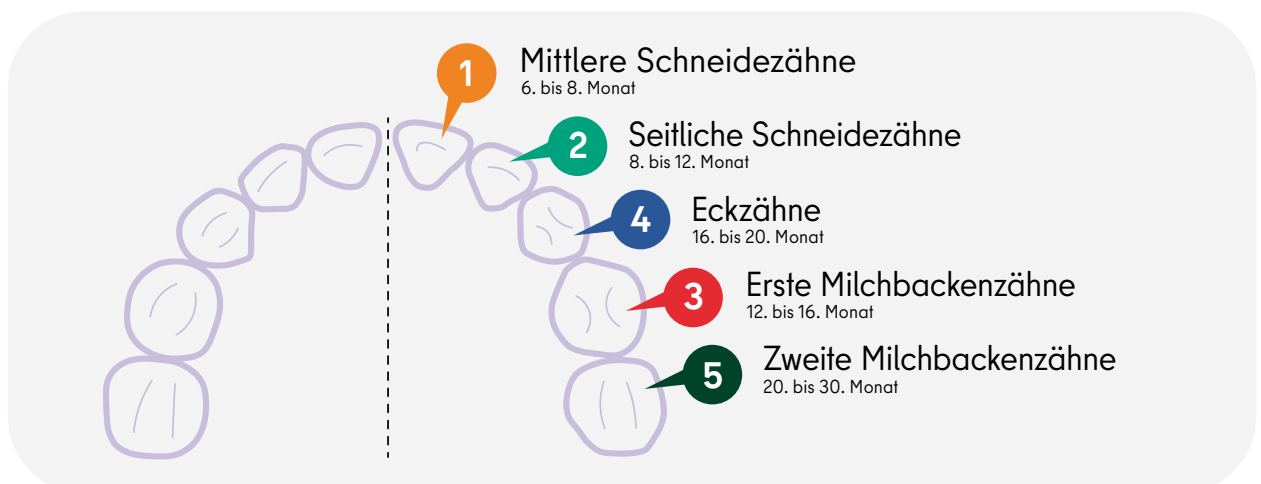 1
Mittlere Schneidezähne
6. bis 8. Monat
2
Seitliche Schneidezähne
8. bis 12. Monat
4
Eckzähne
16. bis 20. Monat
3
Erste Milchbackenzähne
12. bis 16. Monat
5
Zweite Milchbackenzähne
20. bis 30. Monat